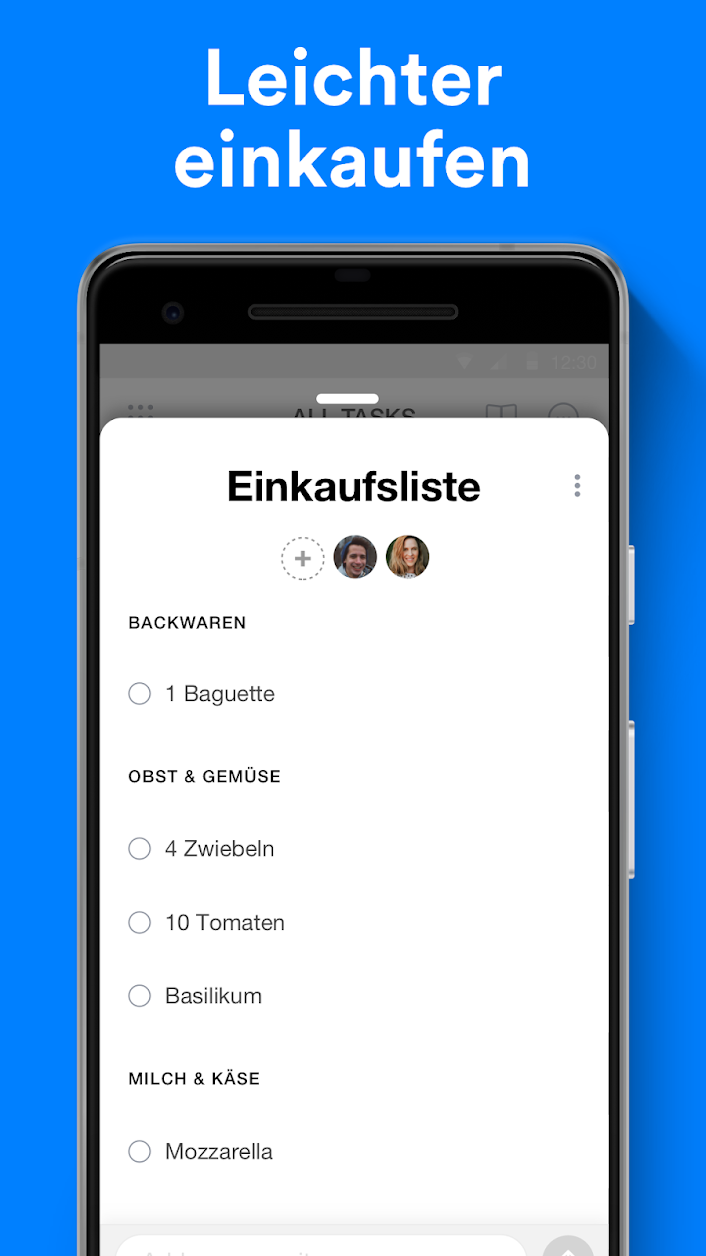 Leichter
einkaufen
12:30
ALL TASKS
Einkaufsliste
BACKWAREN
1 Baguette
OBST & GEMÜSE
4 Zwiebeln
10 Tomaten
Basilikum
MILCH & KÄSE
Mozzarella